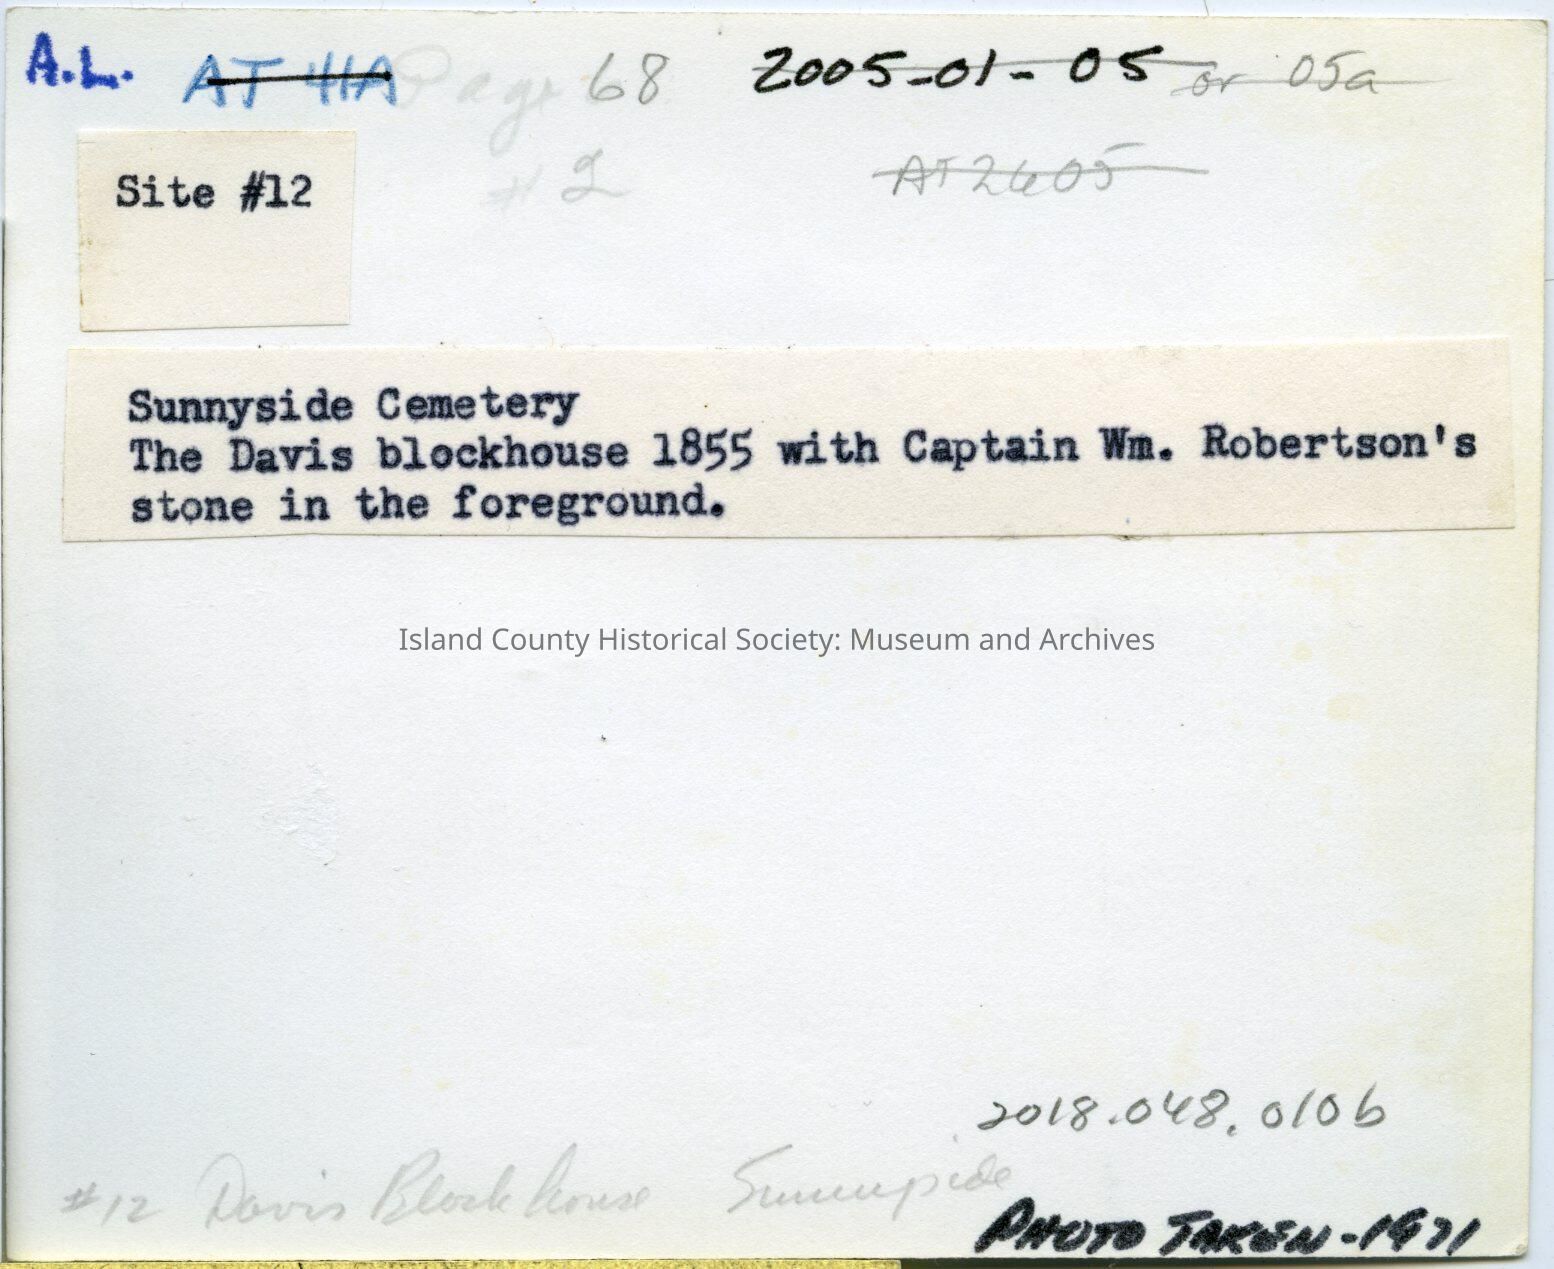 A.L. AT 41A Page 68 2005-01-05 or 05a
#2 AT2605
Site #12
Sunnyside Cemetery
The Davis blockhouse 1855 with Captain Wm. Robertson's
stone in the foreground.
Island County Historical Society: Museum and Archives
2018.048.010b
#12 Davis Blockhouse Sunnyside
PHOTO TAKEN-1971